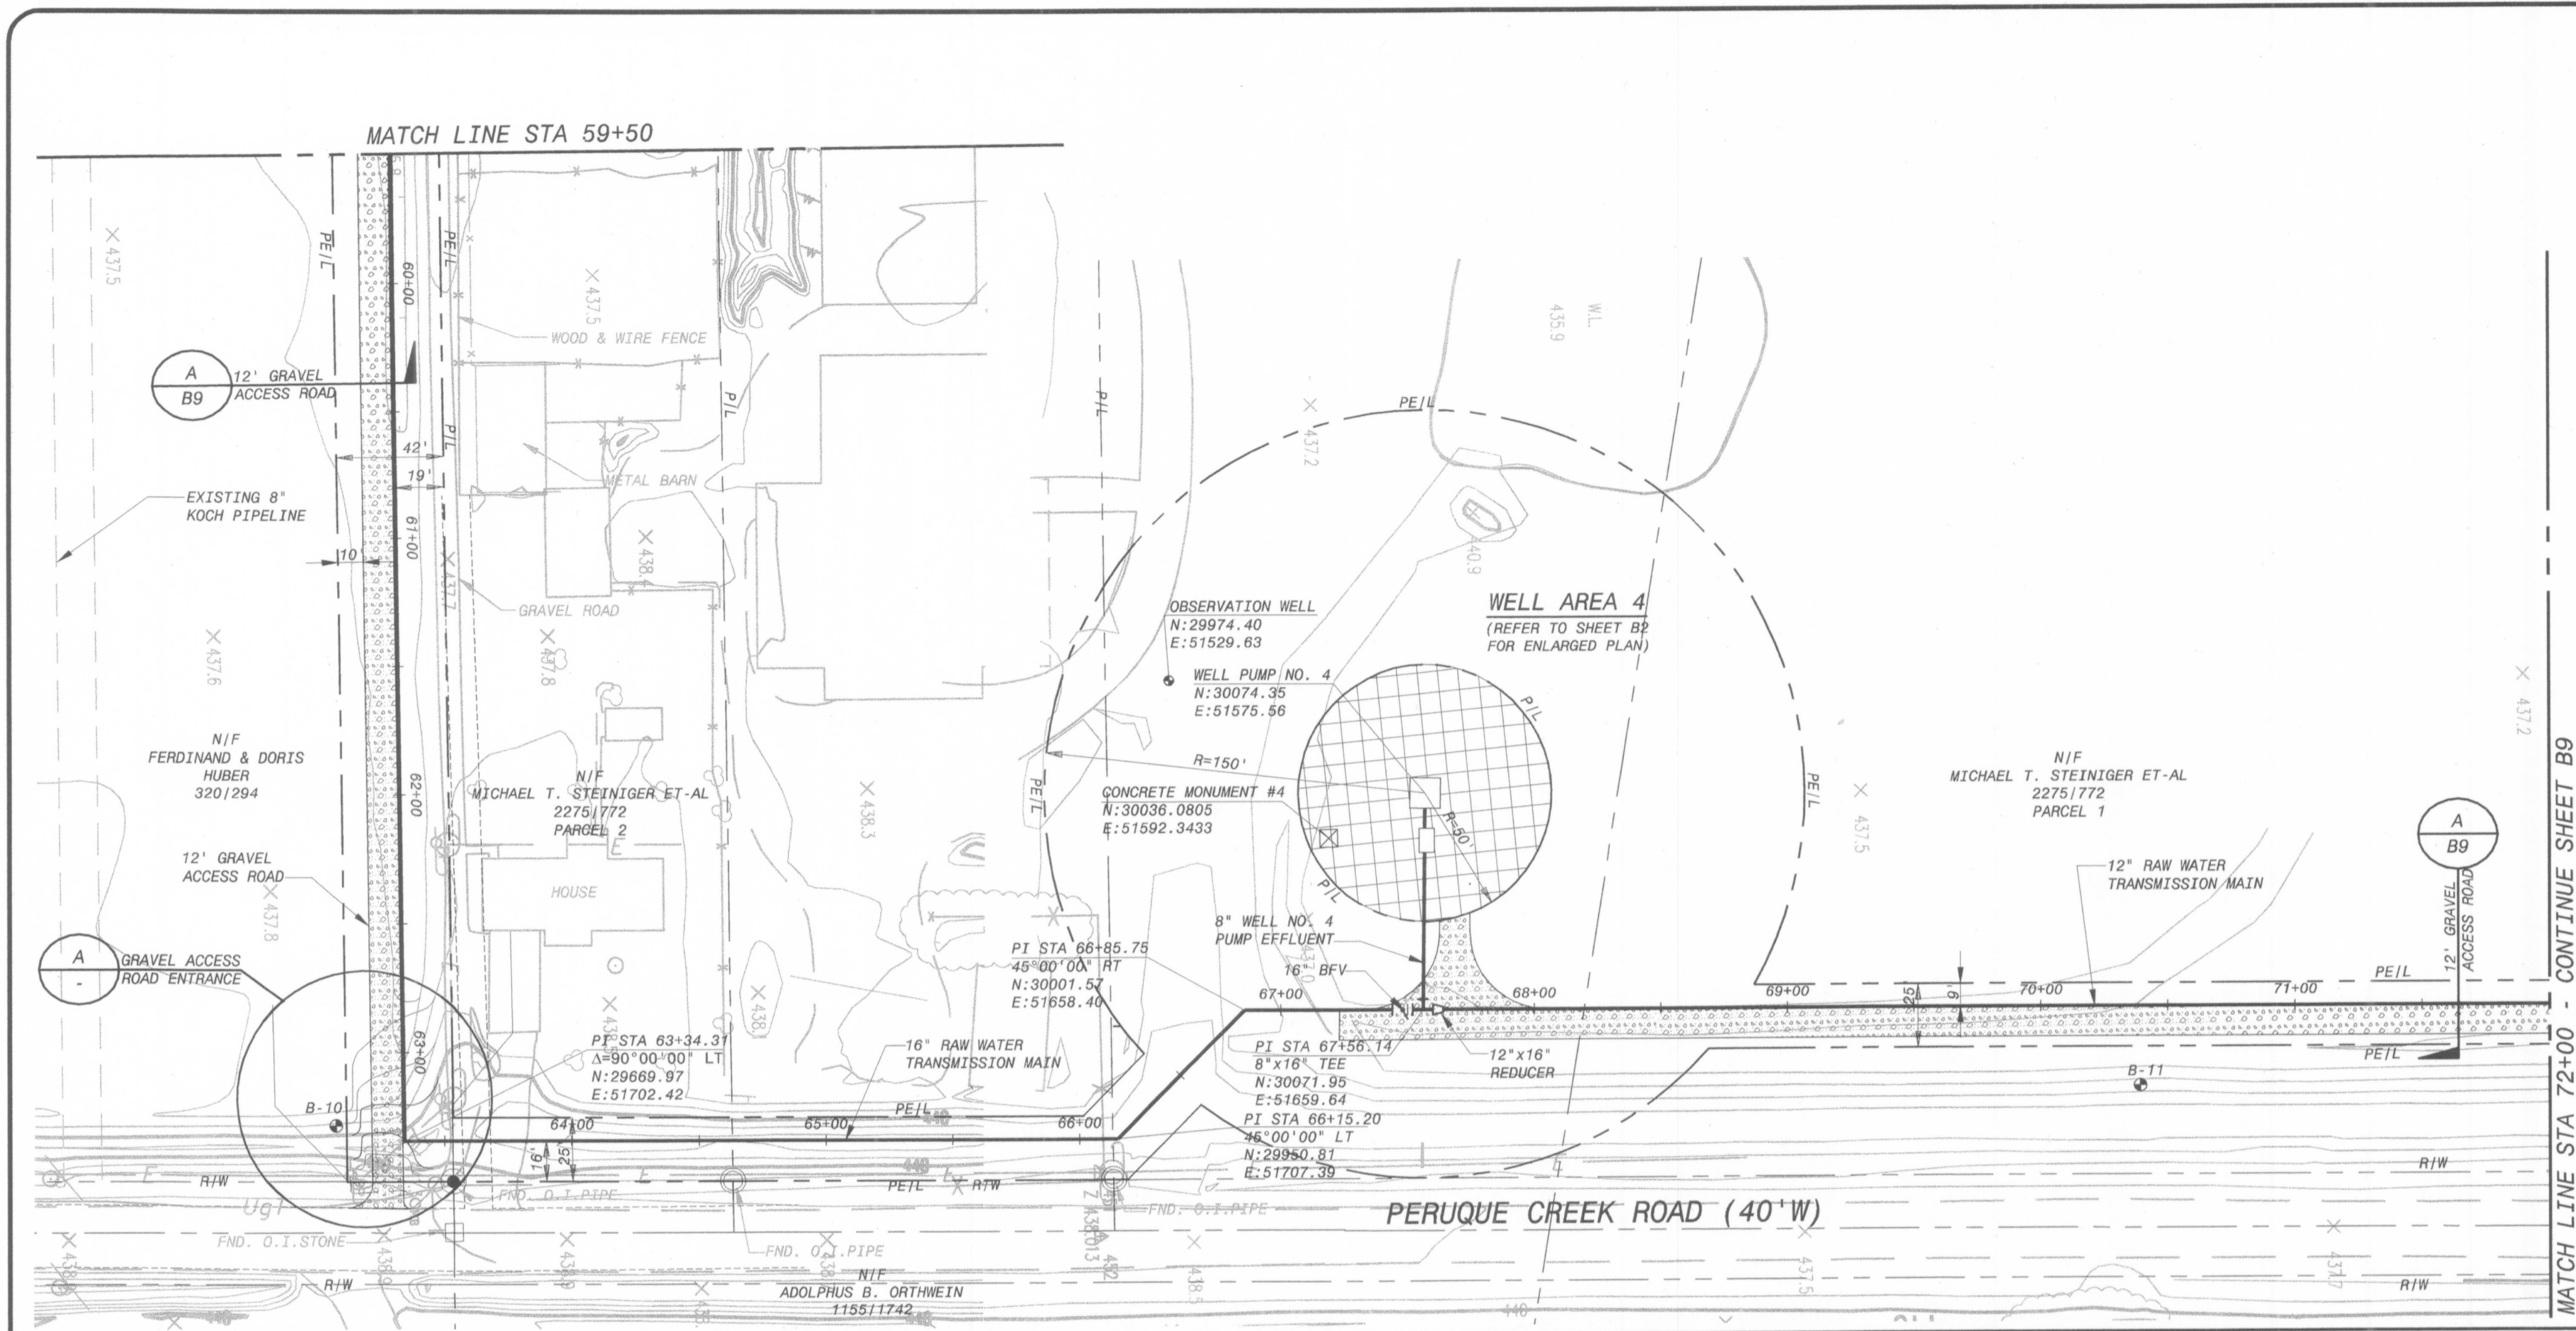 MATCH LINE STA 59+50
PE/L
PE/L
437.5
437.5
60+00
WOOD & WIRE FENCE
A
B9
12' GRAVEL
ACCESS ROAD
P/L
P/L
P/L
42'
19'
METAL BARN
EXISTING 8"
KOCH PIPELINE
61+00
10'
437.7
GRAVEL ROAD
437.6
437.8
N/F
FERDINAND & DORIS
HUBER
320/294
62+00
N/F
MICHAEL T. STEINIGER ET-AL
2275/772
PARCEL 2
438.3
12' GRAVEL
ACCESS ROAD
437.8
HOUSE
E
A
-
GRAVEL ACCESS
ROAD ENTRANCE
63+00
438.1
PI STA 63+34.31
Δ=90°00'00" LT
N:29669.97
E:51702.42
16" RAW WATER
TRANSMISSION MAIN
B-10
PE/L
440
64+00
65+00
66+00
16'
25'
R/W
E
E
PE/L
FND. O.I.PIPE
FND. O.I.STONE
FND. O.I.PIPE
FND. O.I.PIPE
R/W
N/F
ADOLPHUS B. ORTHWEIN
1155/1742
W.L.
435.9
PE/L
437.2
440.9
OBSERVATION WELL
N:29974.40
E:51529.63
WELL AREA 4
(REFER TO SHEET B2
FOR ENLARGED PLAN)
WELL PUMP NO. 4
N:30074.35
E:51575.56
P/L
R=150'
PE/L
CONCRETE MONUMENT #4
N:30036.0805
E:51592.3433
R=50'
P/L
PE/L
437.5
8" WELL NO. 4
PUMP EFFLUENT
PI STA 66+85.75
45°00'00" RT
N:30001.57
E:51658.40
16" BFV
437.0
67+00
68+00
69+00
70+00
71+00
25'
9'
PE/L
PI STA 67+56.14
8"x16" TEE
N:30071.95
E:51659.64
12"x16"
REDUCER
PI STA 66+15.20
45°00'00" LT
N:29950.81
E:51707.39
N/F
MICHAEL T. STEINIGER ET-AL
2275/772
PARCEL 1
12" RAW WATER
TRANSMISSION MAIN
437.2
A
B9
12' GRAVEL
ACCESS ROAD
PE/L
B-11
R/W
PERUQUE CREEK ROAD (40'W)
437.5
R/W
440
MATCH LINE STA 72+00 - CONTINUE SHEET B9